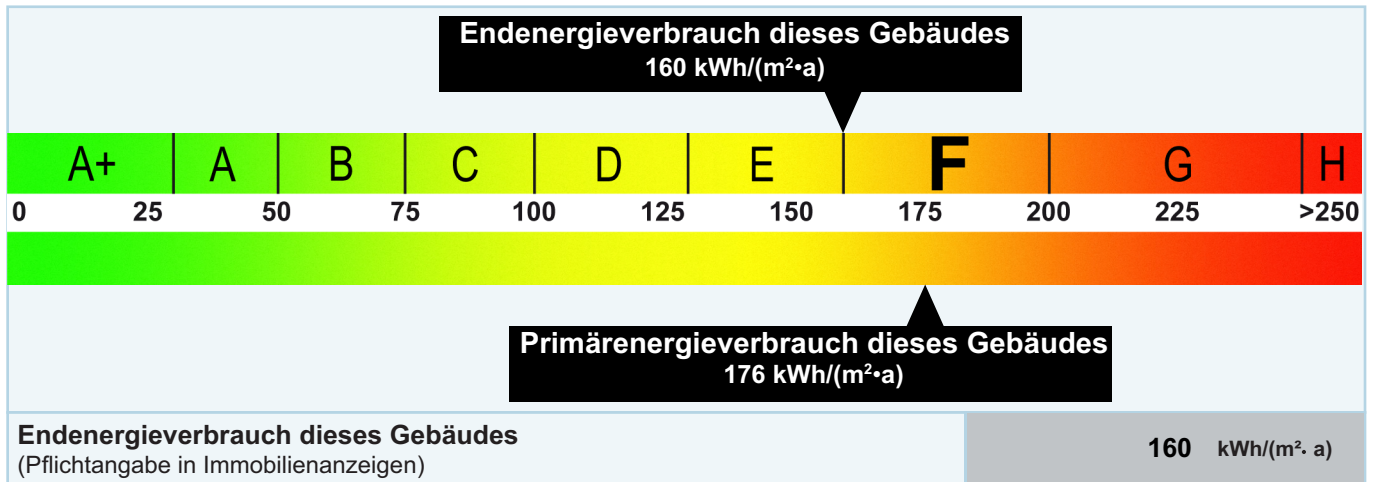 Endenergieverbrauch dieses Gebäudes
160 kWh/(m²•a)
A+ A B C D E F G H
0 25 50 75 100 125 150 175 200 225 >250
Primärenergieverbrauch dieses Gebäudes
176 kWh/(m²•a)
Endenergieverbrauch dieses Gebäudes
(Pflichtangabe in Immobilienanzeigen)
160 kWh/(m²· a)